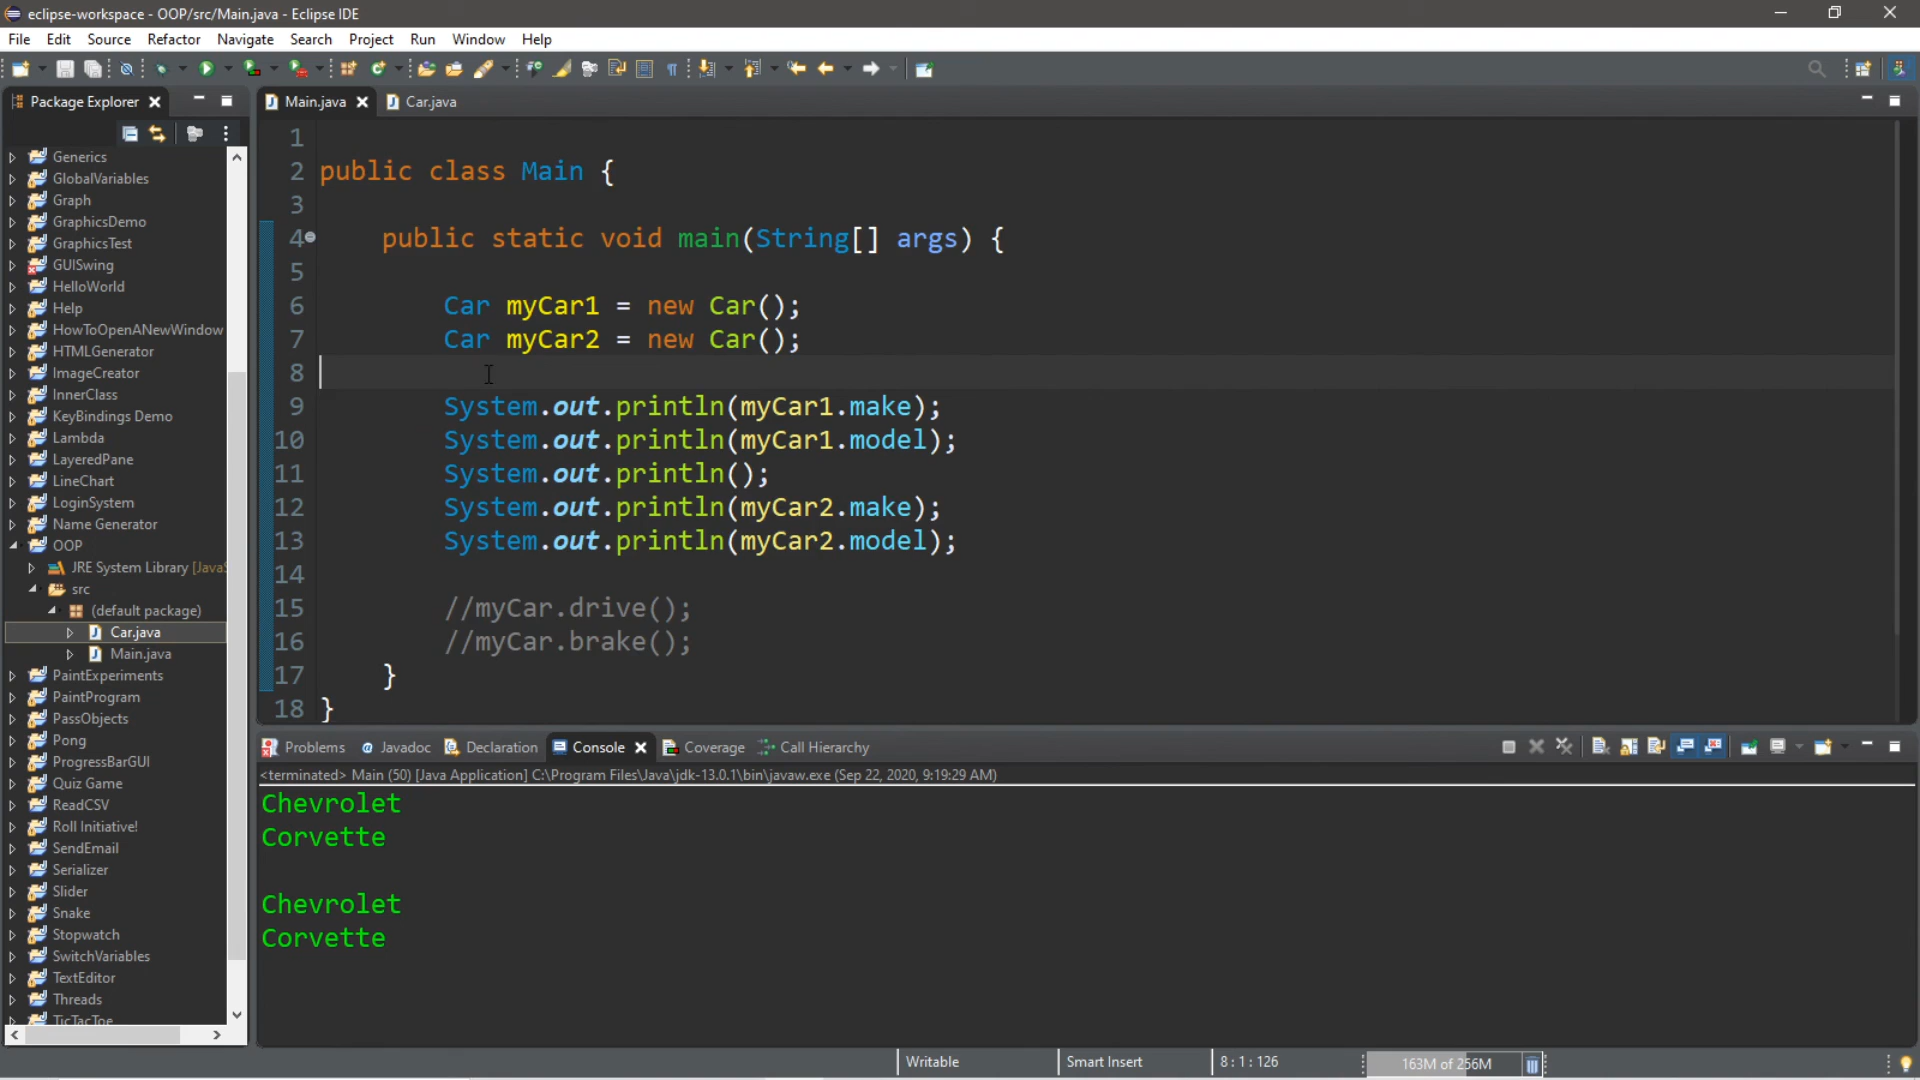 eclipse-workspace - OOP/src/Main.java - Eclipse IDE
File Edit Source Refactor Navigate Search Project Run Window Help
Package Explorer
Main.java
Car.java
Generics
GlobalVariables
Graph
GraphicsDemo
GraphicsTest
GUISwing
HelloWorld
Help
HowToOpenANewWindow
HTMLGenerator
ImageCreator
InnerClass
KeyBindings Demo
Lambda
LayeredPane
LineChart
LoginSystem
Name Generator
OOP
JRE System Library [JavaS
src
(default package)
Car.java
Main.java
PaintExperiments
PaintProgram
PassObjects
Pong
ProgressBarGUI
Quiz Game
ReadCSV
Roll Initiative!
SendEmail
Serializer
Slider
Snake
Stopwatch
SwitchVariables
TextEditor
Threads
TicTacToe
1
2 public class Main {
3
4 public static void main(String[] args) {
5
6 Car myCar1 = new Car();
7 Car myCar2 = new Car();
8
9 System.out.println(myCar1.make);
10 System.out.println(myCar1.model);
11 System.out.println();
12 System.out.println(myCar2.make);
13 System.out.println(myCar2.model);
14
15 //myCar.drive();
16 //myCar.brake();
17 }
18 }
Problems Javadoc Declaration Console Coverage Call Hierarchy
<terminated> Main (50) [Java Application] C:\Program Files\Java\jdk-13.0.1\bin\javaw.exe (Sep 22, 2020, 9:19:29 AM)
Chevrolet
Corvette
Chevrolet
Corvette
Writable Smart Insert 8 : 1 : 126 163M of 256M